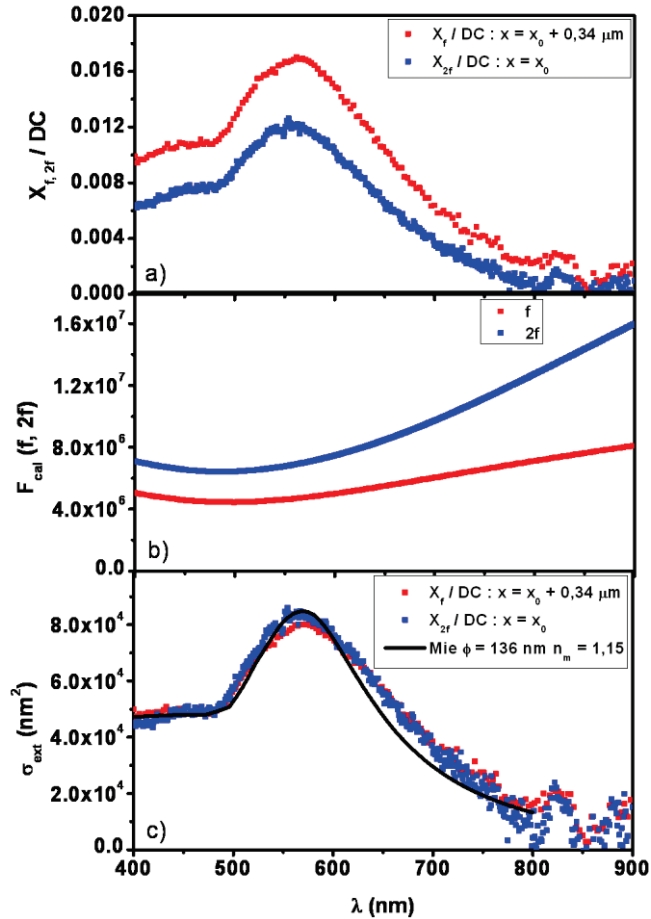 0.020
0.016
0.012
0.008
0.004
0.000
X_f, 2f / DC
X_f / DC : x = x_0 + 0,34 μm
X_2f / DC : x = x_0
a)
1.6x10^7
1.2x10^7
8.0x10^6
4.0x10^6
F_cal (f, 2f)
f
2f
b)
8.0x10^4
6.0x10^4
4.0x10^4
2.0x10^4
0.0
σ_ext (nm^2)
X_f / DC : x = x_0 + 0,34 μm
X_2f / DC : x = x_0
Mie ϕ = 136 nm n_m = 1,15
c)
400 500 600 700 800 900
λ (nm)